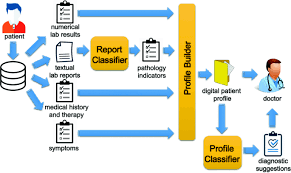 patient
numerical
lab results
textual
lab reports
Report
Classifier
pathology
indicators
medical history
and therapy
symptoms
Profile Builder
digital patient
profile
doctor
Profile
Classifier
diagnostic
suggestions